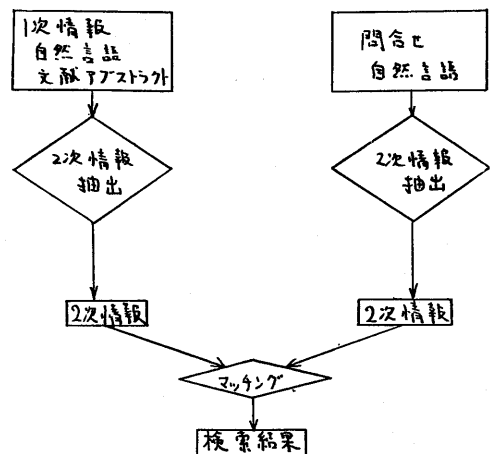 1次情報
自然言語
文献アブストラクト
問合せ
自然言語
2次情報
抽出
2次情報
抽出
2次情報
2次情報
マッチング
検索結果